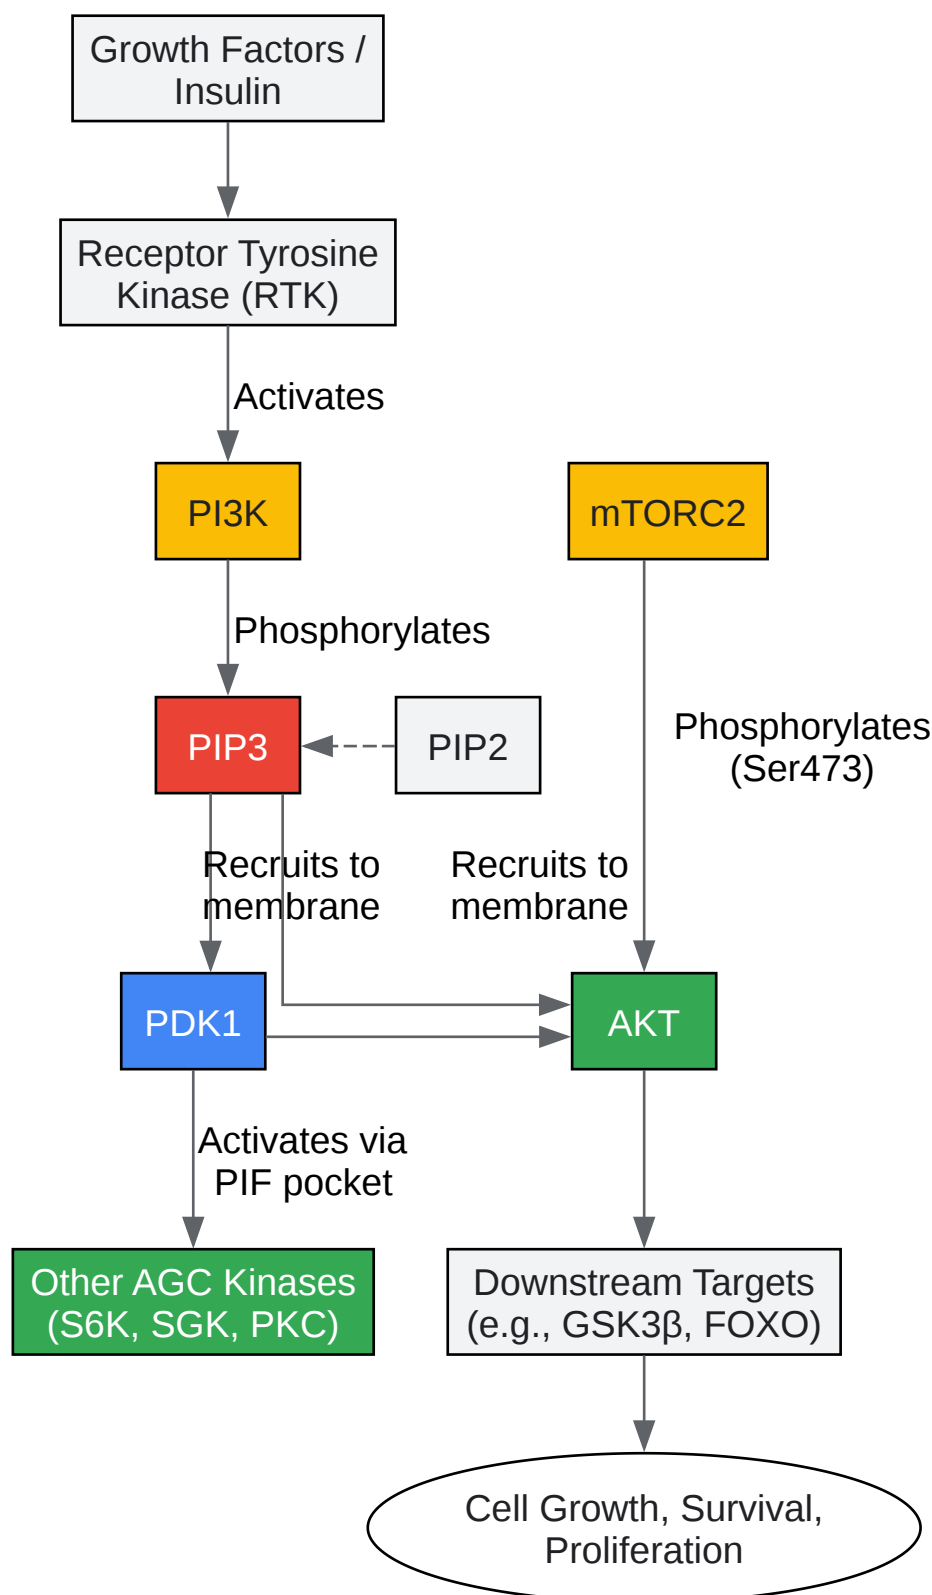 Growth Factors /
Insulin
Receptor Tyrosine
Kinase (RTK)
Activates
PI3K
mTORC2
Phosphorylates
PIP3
PIP2
Phosphorylates
(Ser473)
Recruits to
membrane
Recruits to
membrane
PDK1
AKT
Activates via
PIF pocket
Other AGC Kinases
(S6K, SGK, PKC)
Downstream Targets
(e.g., GSK3β, FOXO)
Cell Growth, Survival,
Proliferation